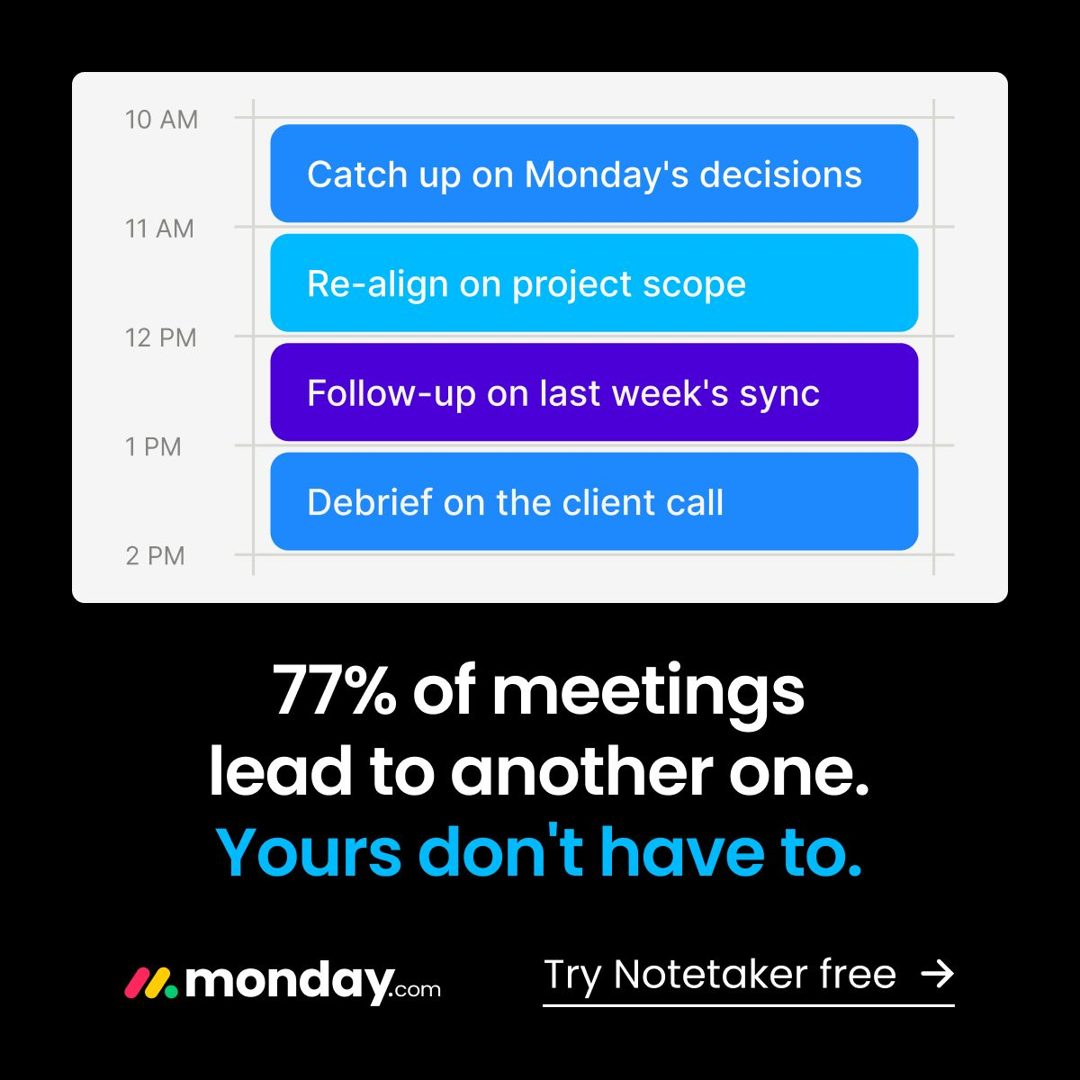 10 AM
Catch up on Monday's decisions
11 AM
Re-align on project scope
12 PM
Follow-up on last week's sync
1 PM
Debrief on the client call
2 PM
77% of meetings
lead to another one.
Yours don't have to.
monday.com
Try Notetaker free →